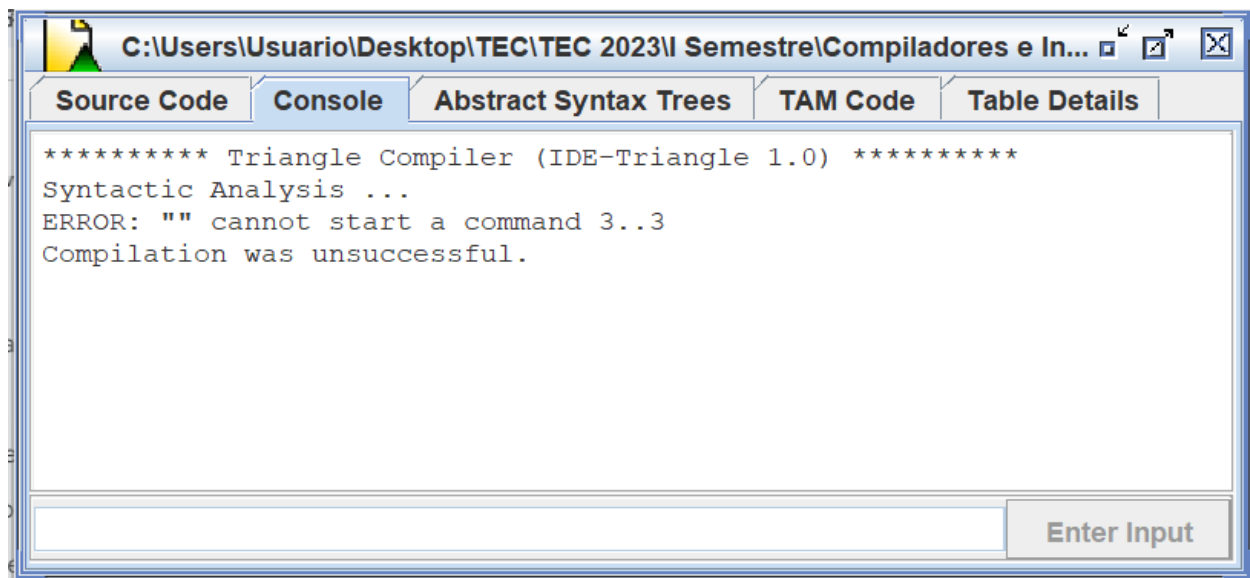 C:\Users\Usuario\Desktop\TEC\TEC 2023\I Semestre\Compiladores e In...
Source Code Console Abstract Syntax Trees TAM Code Table Details
********** Triangle Compiler (IDE-Triangle 1.0) **********
Syntactic Analysis ...
ERROR: "" cannot start a command 3..3
Compilation was unsuccessful.
Enter Input